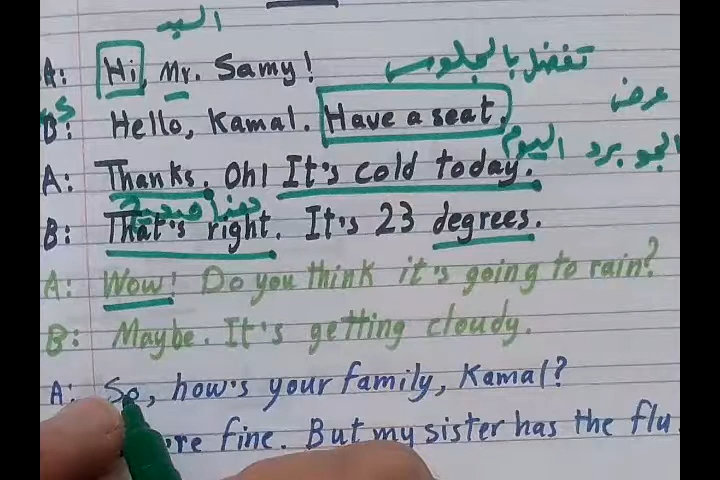 السيد
A: Hi, Mr. Samy!
تفضل بالجلوس
B: Hello, Kamal. Have a seat.
عرض
A: Thanks. Oh! It's cold today.
الجو برد اليوم
B: That's right. It's 23 degrees.
A: Wow! Do you think it's going to rain?
B: Maybe. It's getting cloudy.
A: So, how's your family, Kamal?
fine. But my sister has the flu